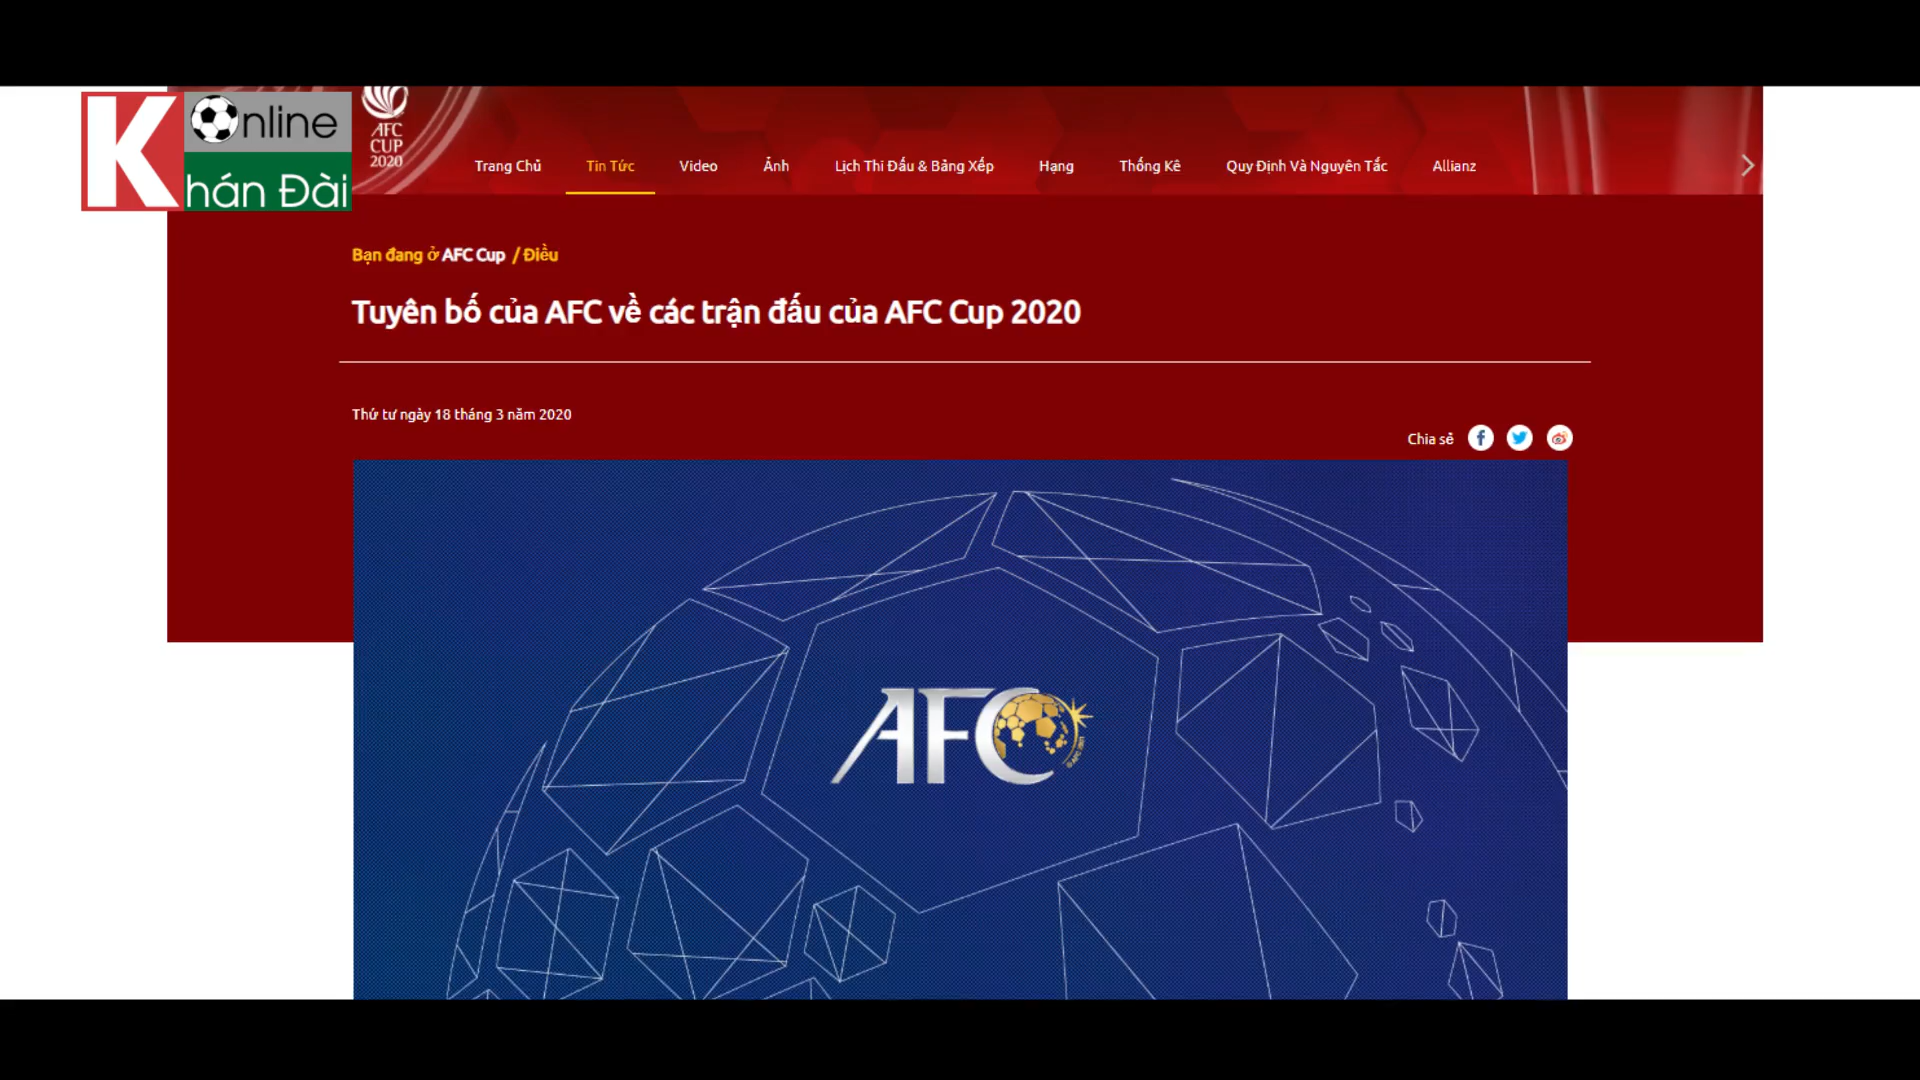 K
Online
hán Đài
AFC
CUP
2020
Trang Chủ Tin Tức Video Ảnh Lịch Thi Đấu & Bảng Xếp Hạng Thống Kê Quy Định Và Nguyên Tắc Allianz
Bạn đang ở AFC Cup / Điều
Tuyên bố của AFC về các trận đấu của AFC Cup 2020
Thứ tư ngày 18 tháng 3 năm 2020
Chia sẻ
AFC